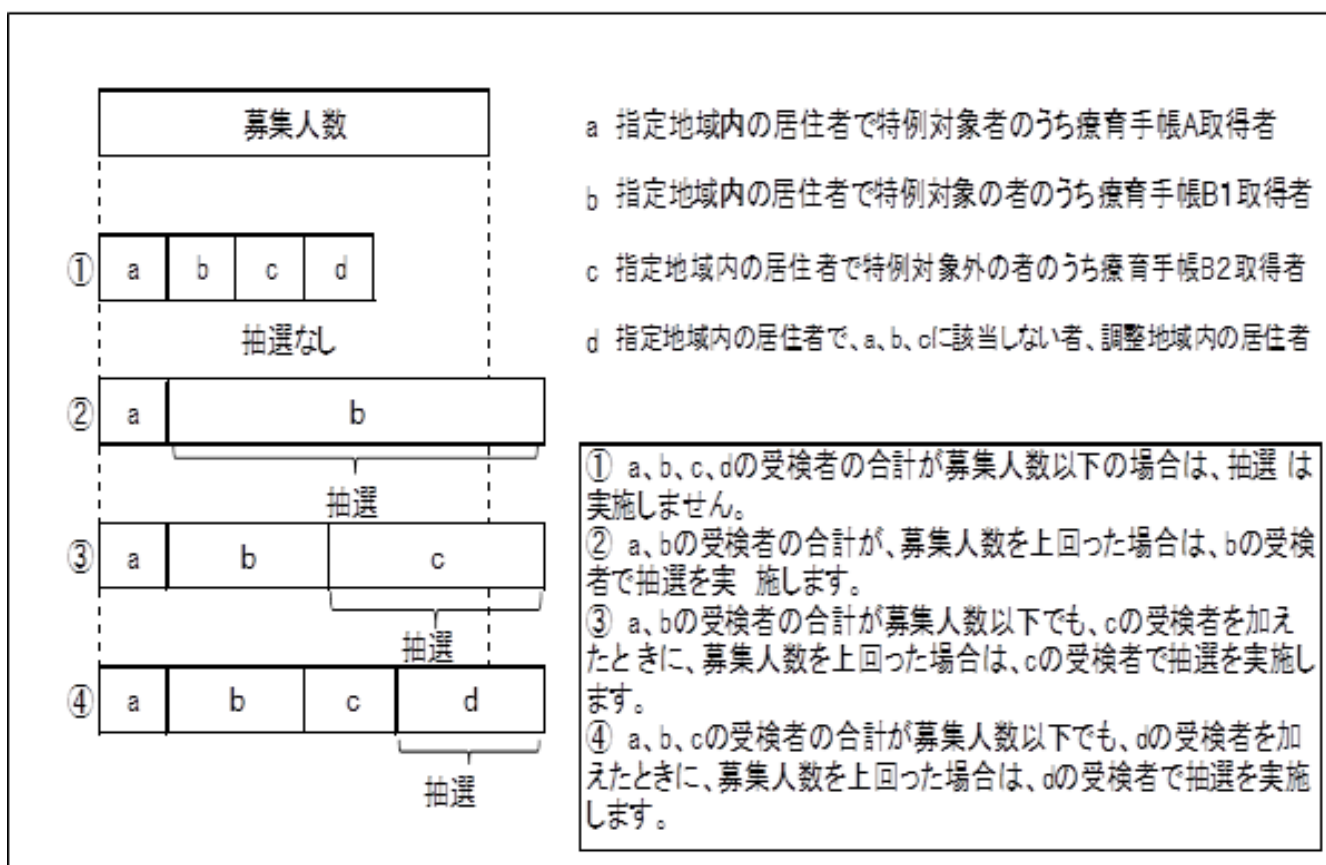 募集人数
a 指定地域内の居住者で特例対象者のうち療育手帳A取得者
b 指定地域内の居住者で特例対象の者のうち療育手帳B1取得者
c 指定地域内の居住者で特例対象外の者のうち療育手帳B2取得者
d 指定地域内の居住者で、a、b、cに該当しない者、調整地域内の居住者
① a b c d
抽選なし
② a b
抽選
③ a b c
抽選
④ a b c d
抽選
① a、b、c、dの受検者の合計が募集人数以下の場合は、抽選 は
実施しません。
② a、bの受検者の合計が、募集人数を上回った場合は、bの受検
者で抽選を実 施します。
③ a、bの受検者の合計が募集人数以下でも、cの受検者を加え
たときに、募集人数を上回った場合は、cの受検者で抽選を実施し
ます。
④ a、b、cの受検者の合計が募集人数以下でも、dの受検者を加
えたときに、募集人数を上回った場合は、dの受検者で抽選を実施
します。